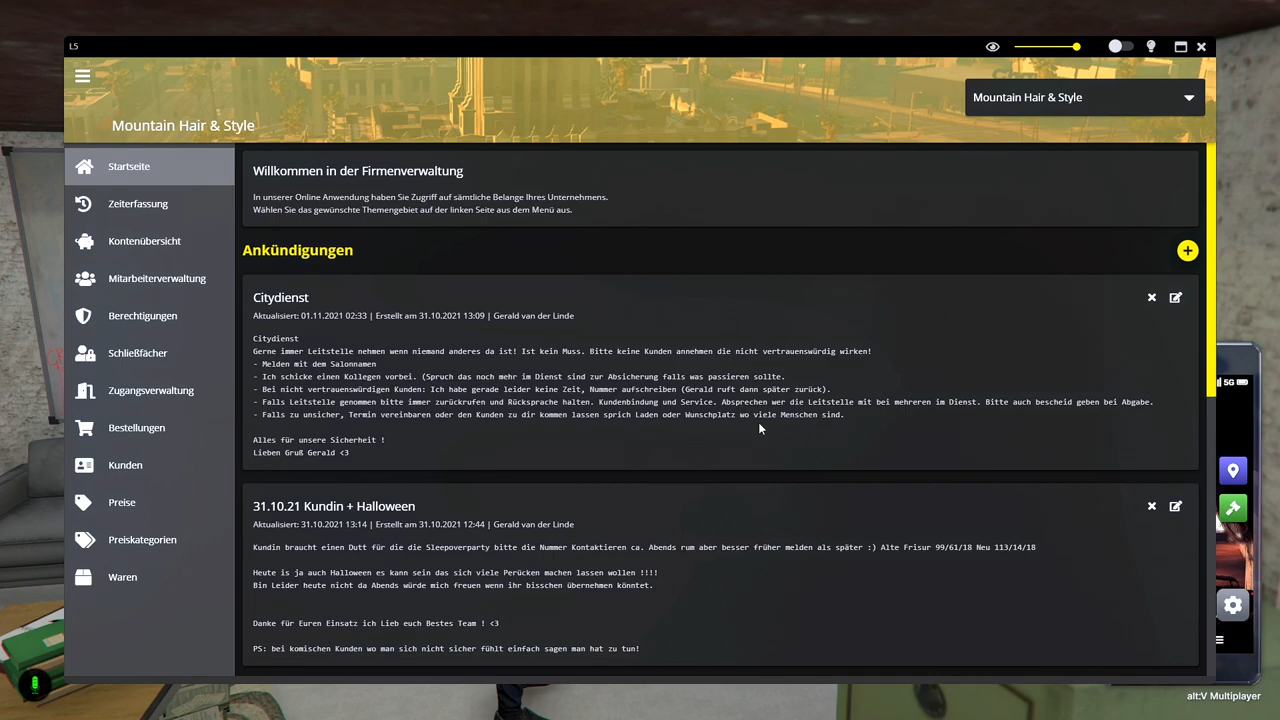 L5
Mountain Hair & Style
Mountain Hair & Style
Startseite
Zeiterfassung
Kontenübersicht
Mitarbeiterverwaltung
Berechtigungen
Schließfächer
Zugangsverwaltung
Bestellungen
Kunden
Preise
Preiskategorien
Waren
Willkommen in der Firmenverwaltung
In unserer Online Anwendung haben Sie Zugriff auf sämtliche Belange Ihres Unternehmens.
Wählen Sie das gewünschte Themengebiet auf der linken Seite aus dem Menü aus.
Ankündigungen
Citydienst
Aktualisiert: 01.11.2021 02:33 | Erstellt am 31.10.2021 13:09 | Gerald van der Linde
Citydienst
Gerne immer Leitstelle nehmen wenn niemand anderes da ist! Ist kein Muss. Bitte keine Kunden annehmen die nicht vertrauenswürdig wirken!
- Melden mit dem Salonnamen
- Ich schicke einen Kollegen vorbei. (Spruch das noch mehr im Dienst sind zur Absicherung falls was passieren sollte.
- Bei nicht vertrauenswürdigen Kunden: Ich habe gerade leider keine Zeit, Nummer aufschreiben (Gerald ruft dann später zurück).
- Falls Leitstelle genommen bitte immer zurückrufen und Rücksprache halten. Kundenbindung und Service. Absprechen wer die Leitstelle mit bei mehreren im Dienst. Bitte auch bescheid geben bei Abgabe.
- Falls zu unsicher, Termin vereinbaren oder den Kunden zu dir kommen lassen sprich Laden oder Wunschplatz wo viele Menschen sind.
Alles für unsere Sicherheit !
Lieben Gruß Gerald <3
31.10.21 Kundin + Halloween
Aktualisiert: 31.10.2021 13:14 | Erstellt am 31.10.2021 12:44 | Gerald van der Linde
Kundin braucht einen Dutt für die die Sleepoverparty bitte die Nummer Kontaktieren ca. Abends rum aber besser früher melden als später :) Alte Frisur 99/61/18 Neu 113/14/18
Heute is ja auch Halloween es kann sein das sich viele Perücken machen lassen wollen !!!!
Bin Leider heute nicht da Abends würde mich freuen wenn ihr bisschen übernehmen könntet.
Danke für Euren Einsatz ich Lieb euch Bestes Team ! <3
PS: bei komischen Kunden wo man sich nicht sicher fühlt einfach sagen man hat zu tun!
5G
alt:V Multiplayer